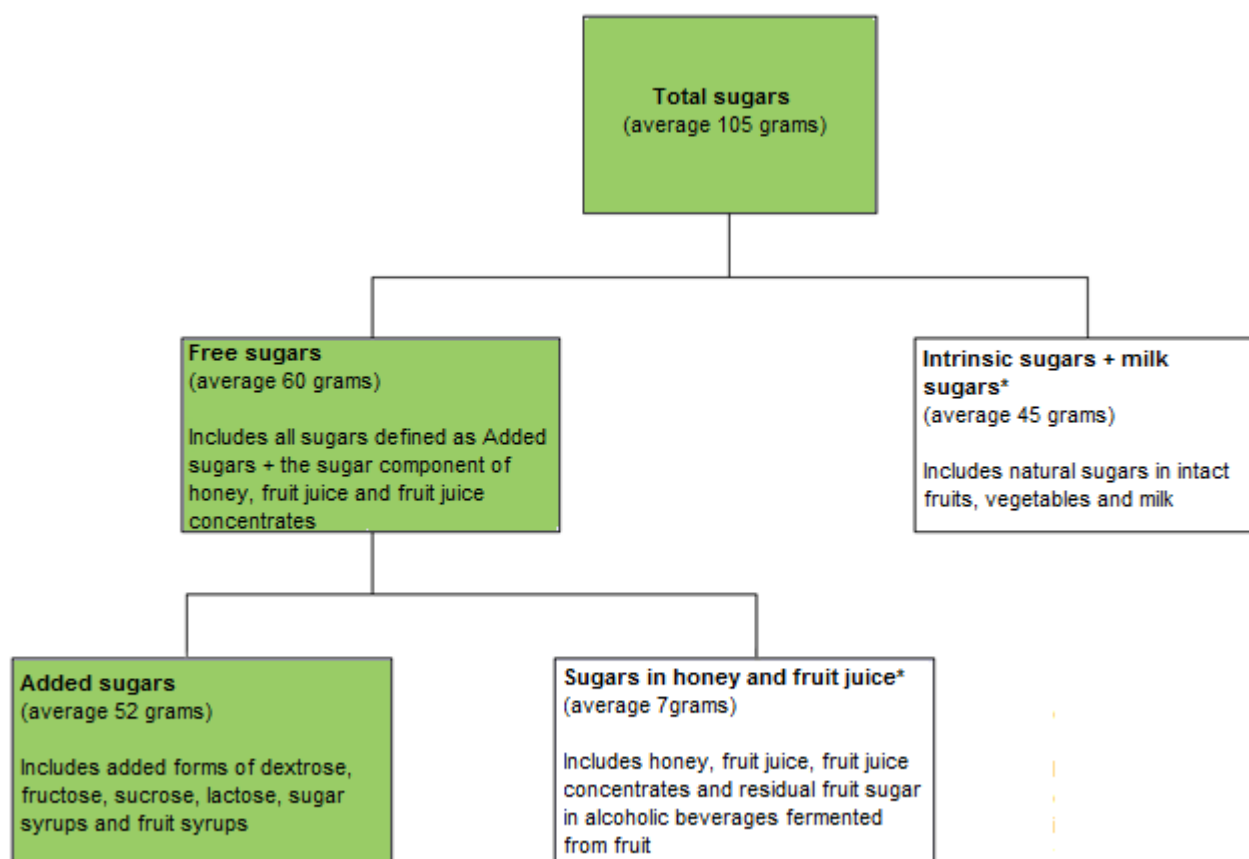 Total sugars
(average 105 grams)
Free sugars
(average 60 grams)
Includes all sugars defined as Added
sugars + the sugar component of
honey, fruit juice and fruit juice
concentrates
Intrinsic sugars + milk
sugars*
(average 45 grams)
Includes natural sugars in intact
fruits, vegetables and milk
Added sugars
(average 52 grams)
Includes added forms of dextrose,
fructose, sucrose, lactose, sugar
syrups and fruit syrups
Sugars in honey and fruit juice*
(average 7grams)
Includes honey, fruit juice, fruit juice
concentrates and residual fruit sugar
in alcoholic beverages fermented
from fruit